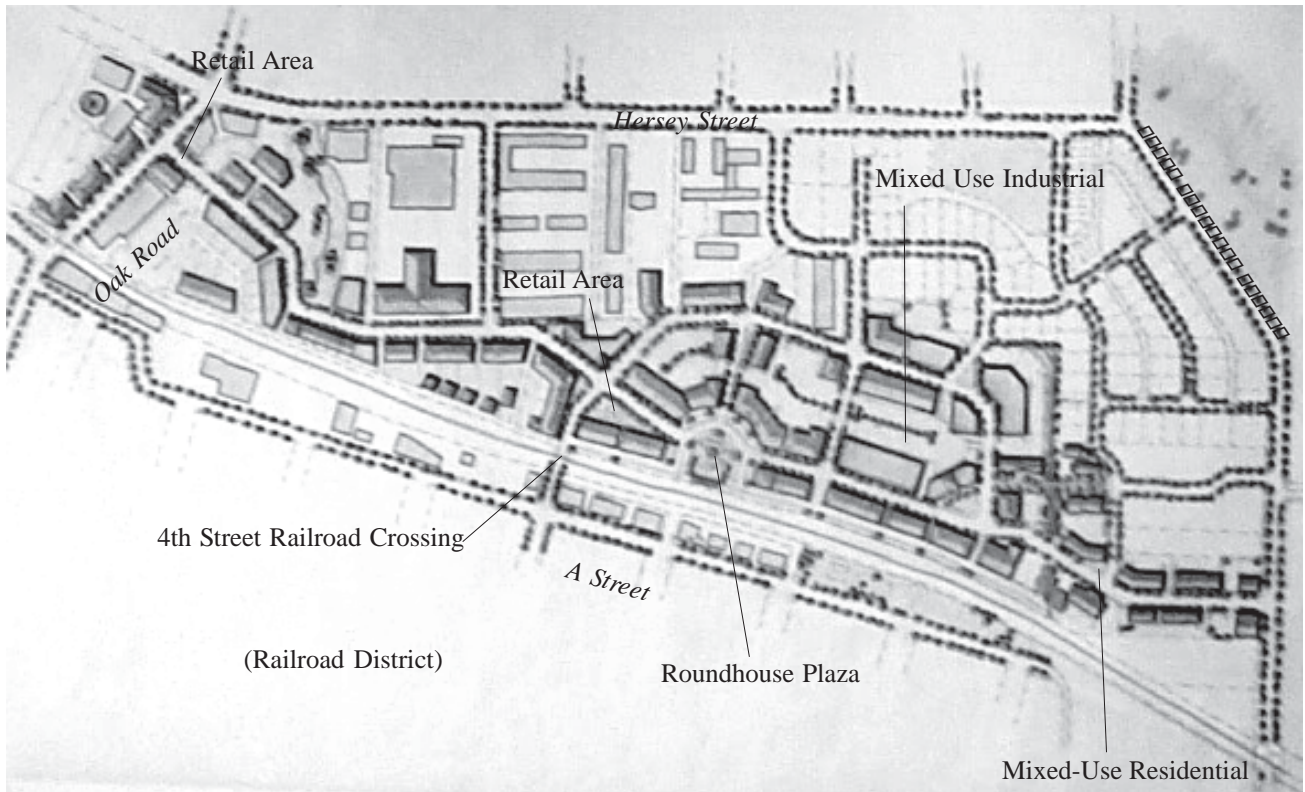 Retail Area
Hersey Street
Mixed Use Industrial
Oak Road
Retail Area
4th Street Railroad Crossing
A Street
(Railroad District)
Roundhouse Plaza
Mixed-Use Residential